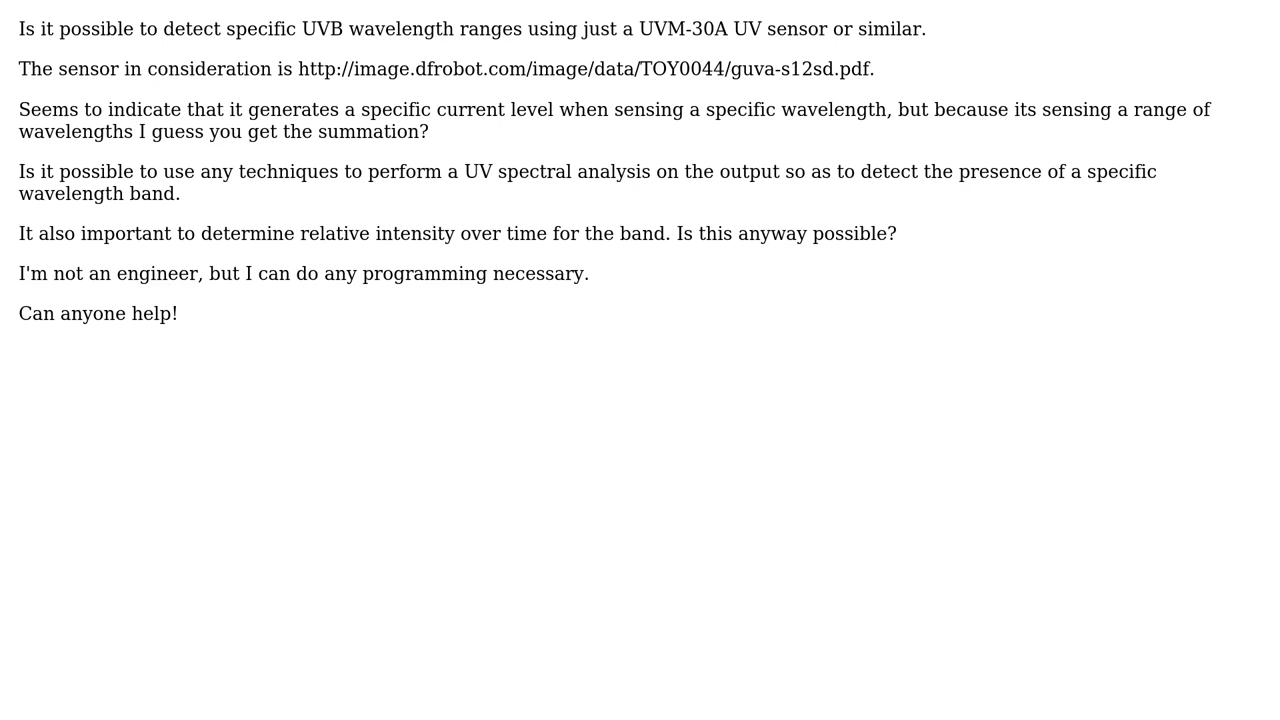 Is it possible to detect specific UVB wavelength ranges using just a UVM-30A UV sensor or similar.
The sensor in consideration is http://image.dfrobot.com/image/data/TOY0044/guva-s12sd.pdf.
Seems to indicate that it generates a specific current level when sensing a specific wavelength, but because its sensing a range of
wavelengths I guess you get the summation?
Is it possible to use any techniques to perform a UV spectral analysis on the output so as to detect the presence of a specific
wavelength band.
It also important to determine relative intensity over time for the band. Is this anyway possible?
I'm not an engineer, but I can do any programming necessary.
Can anyone help!